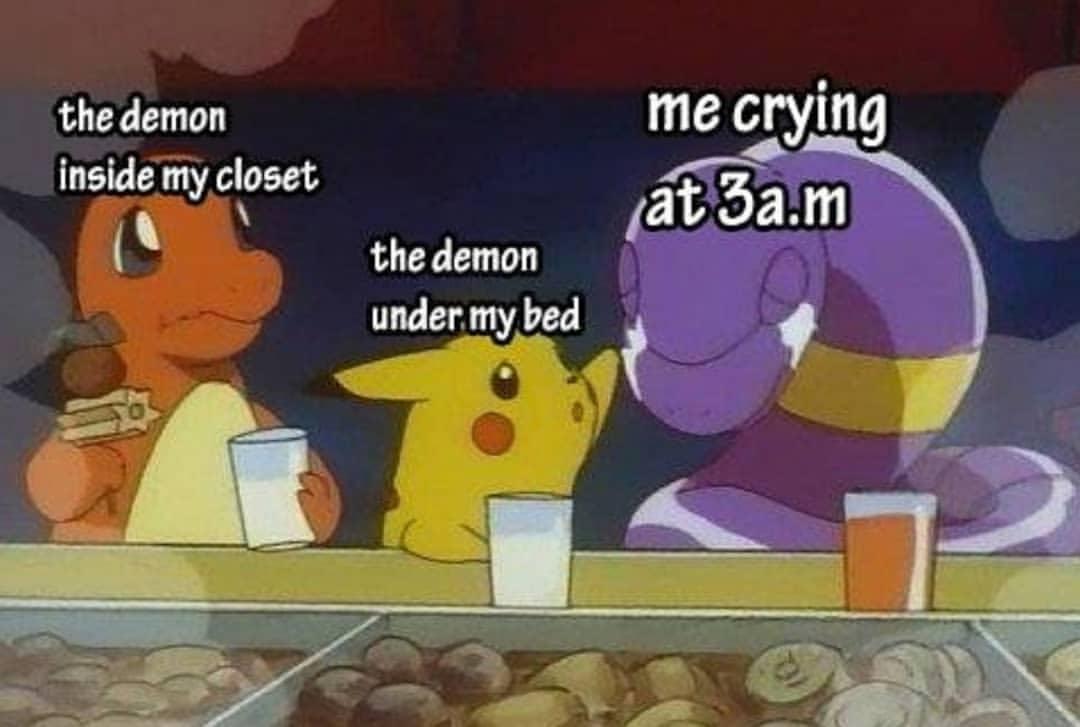 the demon
inside my closet
the demon
under my bed
me crying
at 3a.m